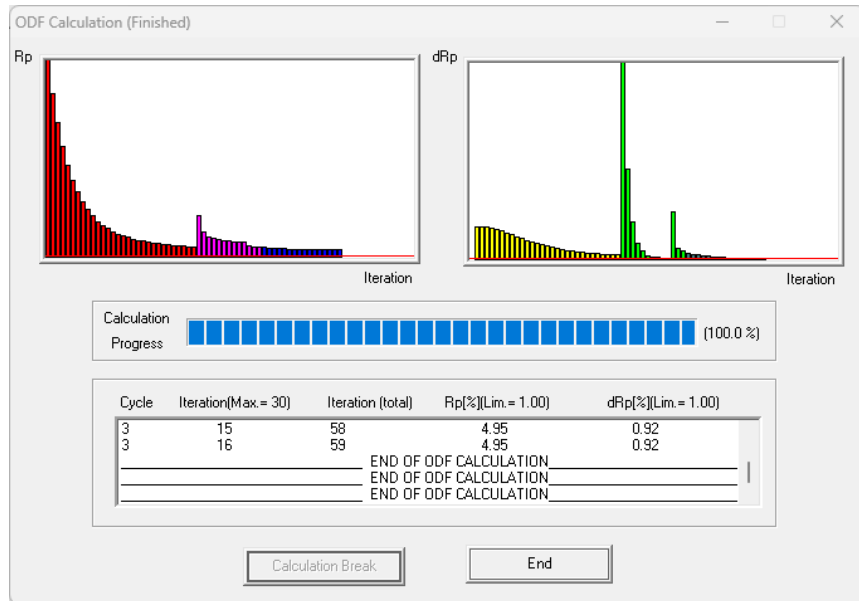 ODF Calculation (Finished)
Rp
dRp
Iteration
Iteration
Calculation
Progress
(100.0 %)
Cycle Iteration(Max.= 30) Iteration (total) Rp[%](Lim.= 1.00) dRp[%](Lim.= 1.00)
3 15 58 4.95 0.92
3 16 59 4.95 0.92
END OF ODF CALCULATION
END OF ODF CALCULATION
END OF ODF CALCULATION
Calculation Break
End